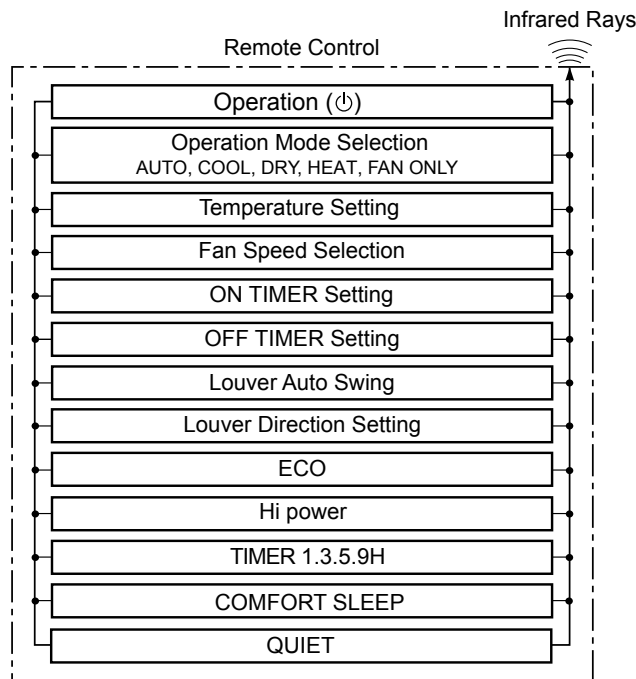 Infrared Rays
Remote Control
Operation (⏻)
Operation Mode Selection
AUTO, COOL, DRY, HEAT, FAN ONLY
Temperature Setting
Fan Speed Selection
ON TIMER Setting
OFF TIMER Setting
Louver Auto Swing
Louver Direction Setting
ECO
Hi power
TIMER 1.3.5.9H
COMFORT SLEEP
QUIET